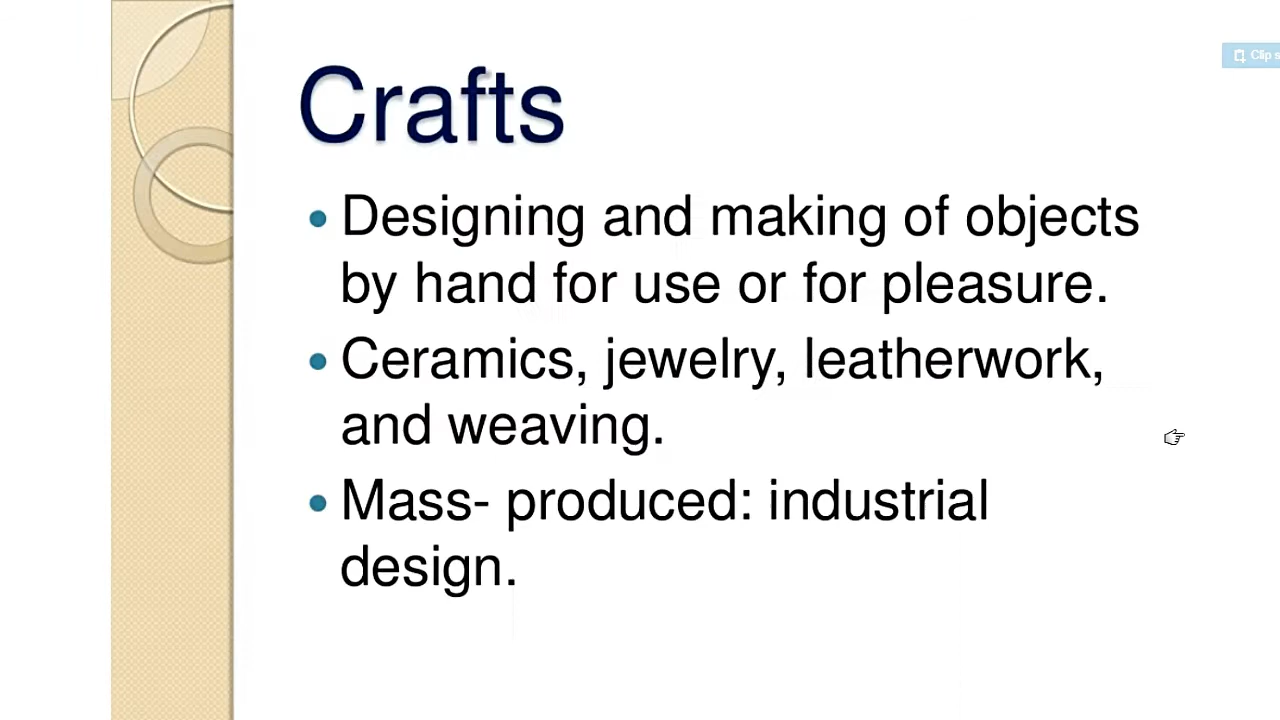 Clip s
Crafts
• Designing and making of objects
by hand for use or for pleasure.
• Ceramics, jewelry, leatherwork,
and weaving.
• Mass- produced: industrial
design.